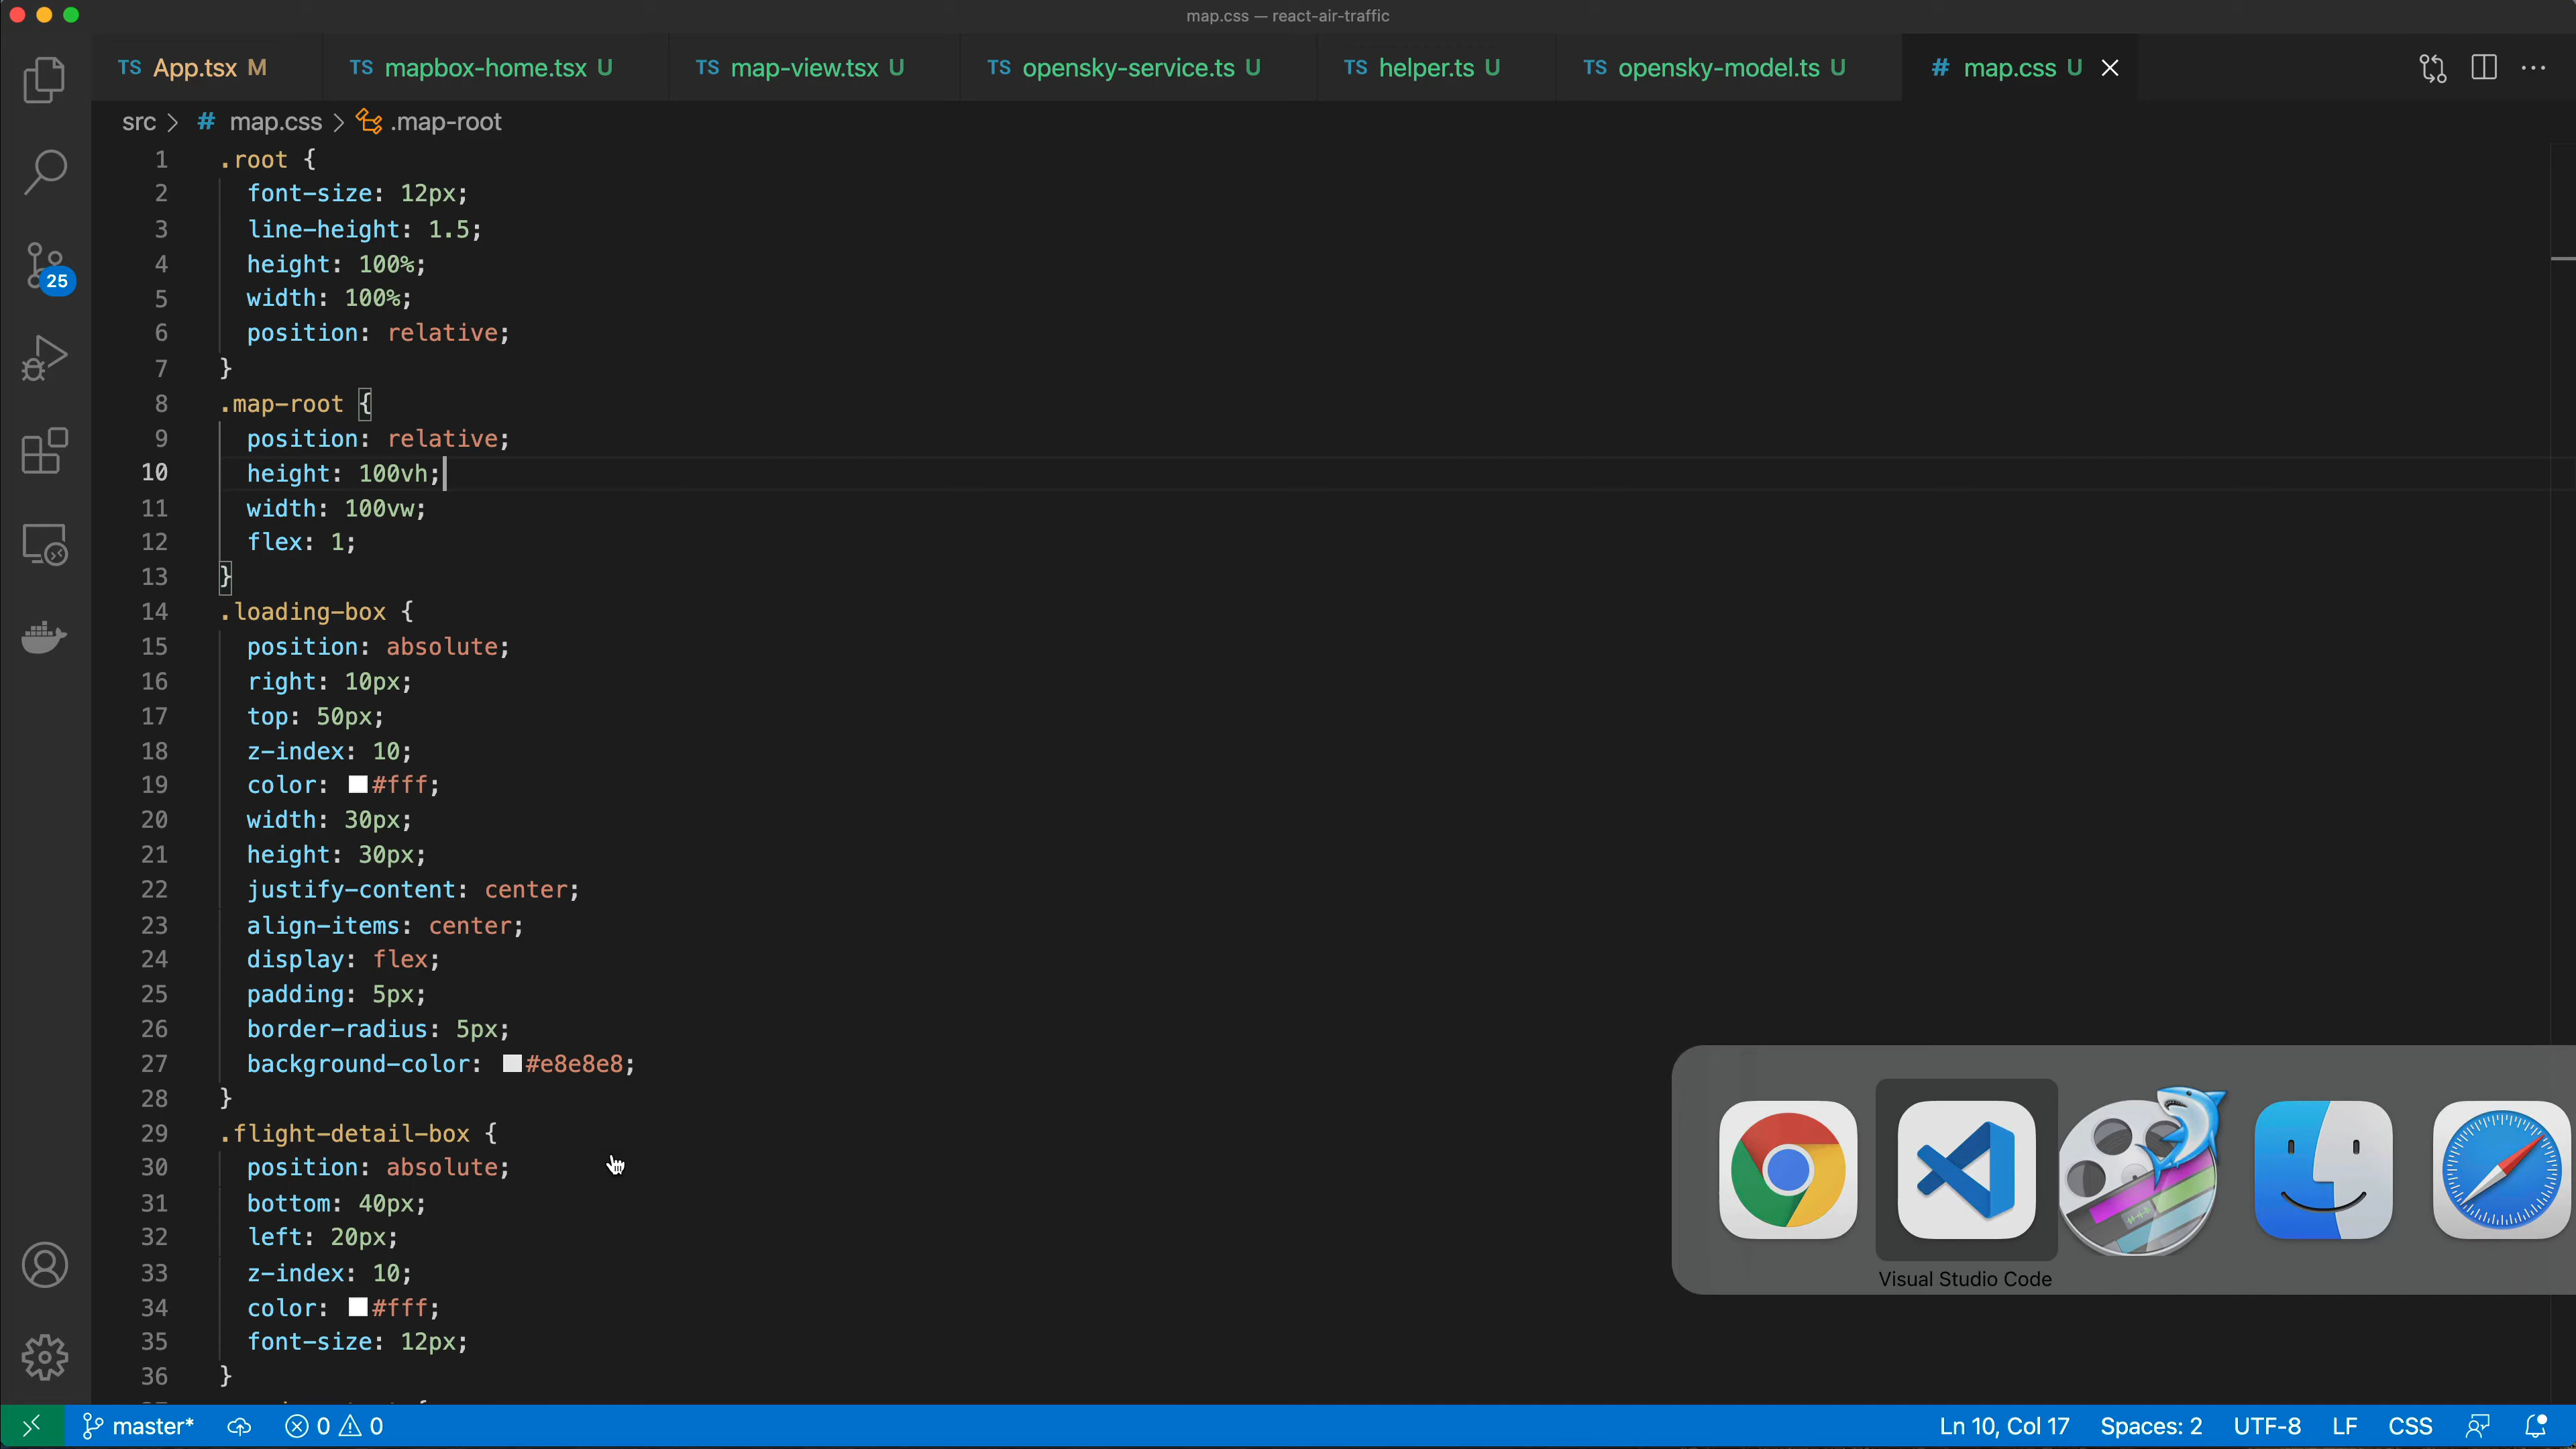 map.css — react-air-traffic
TS App.tsx M TS mapbox-home.tsx U TS map-view.tsx U TS opensky-service.ts U TS helper.ts U TS opensky-model.ts U # map.css U
src > # map.css > .map-root
1 .root {
2 font-size: 12px;
3 line-height: 1.5;
4 height: 100%;
5 width: 100%;
6 position: relative;
7 }
8 .map-root {
9 position: relative;
10 height: 100vh;
11 width: 100vw;
12 flex: 1;
13 }
14 .loading-box {
15 position: absolute;
16 right: 10px;
17 top: 50px;
18 z-index: 10;
19 color: #fff;
20 width: 30px;
21 height: 30px;
22 justify-content: center;
23 align-items: center;
24 display: flex;
25 padding: 5px;
26 border-radius: 5px;
27 background-color: #e8e8e8;
28 }
29 .flight-detail-box {
30 position: absolute;
31 bottom: 40px;
32 left: 20px;
33 z-index: 10;
34 color: #fff;
35 font-size: 12px;
36 }
25
Visual Studio Code
master* 0 0 Ln 10, Col 17 Spaces: 2 UTF-8 LF CSS